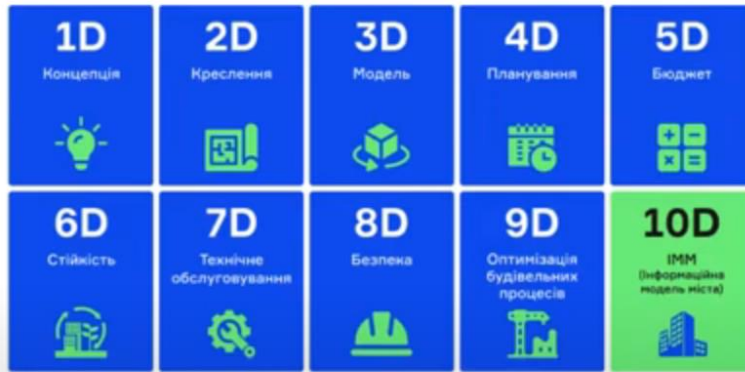 1D
Концепція
2D
Креслення
3D
Модель
4D
Планування
5D
Бюджет
6D
Стійкість
7D
Технічне
обслуговування
8D
Безпека
9D
Оптимізація
будівельних
процесів
10D
ІММ
(Інформаційна
модель міста)